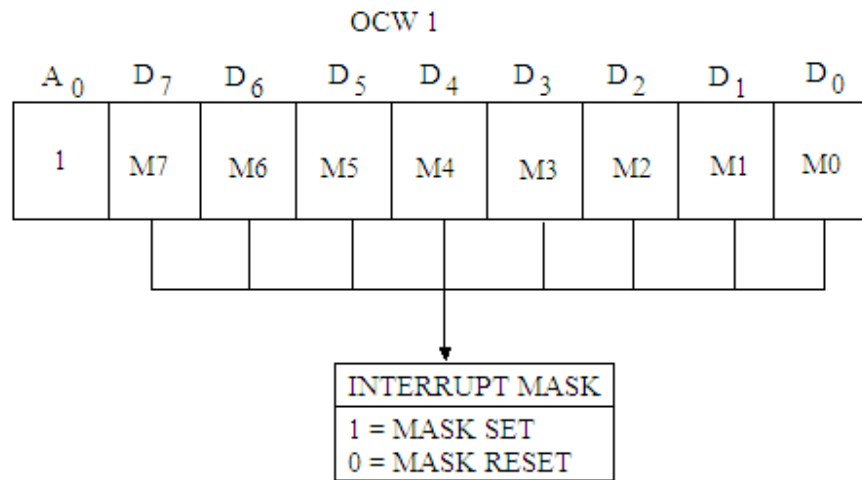 OCW 1
A0 D7 D6 D5 D4 D3 D2 D1 D0
1 M7 M6 M5 M4 M3 M2 M1 M0
INTERRUPT MASK
1 = MASK SET
0 = MASK RESET